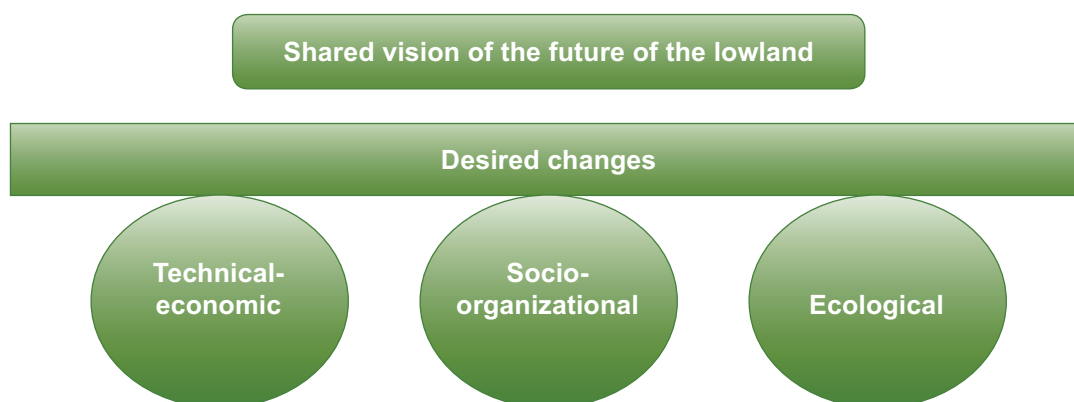 Shared vision of the future of the lowland
Desired changes
Technical-
economic
Socio-
organizational
Ecological